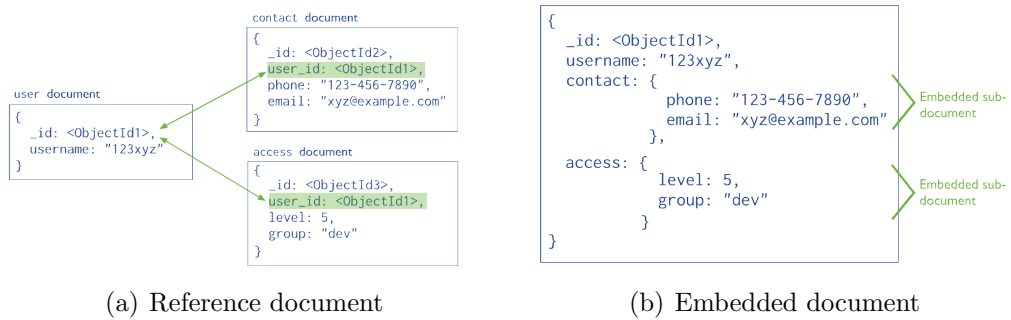 user document
{
_id: <ObjectId1>,
username: "123xyz"
}
contact document
{
_id: <ObjectId2>,
user_id: <ObjectId1>,
phone: "123-456-7890",
email: "xyz@example.com"
}
access document
{
_id: <ObjectId3>,
user_id: <ObjectId1>,
level: 5,
group: "dev"
}
(a) Reference document
{
_id: <ObjectId1>,
username: "123xyz",
contact: {
phone: "123-456-7890",
email: "xyz@example.com"
},
access: {
level: 5,
group: "dev"
}
}
Embedded sub-
document
Embedded sub-
document
(b) Embedded document